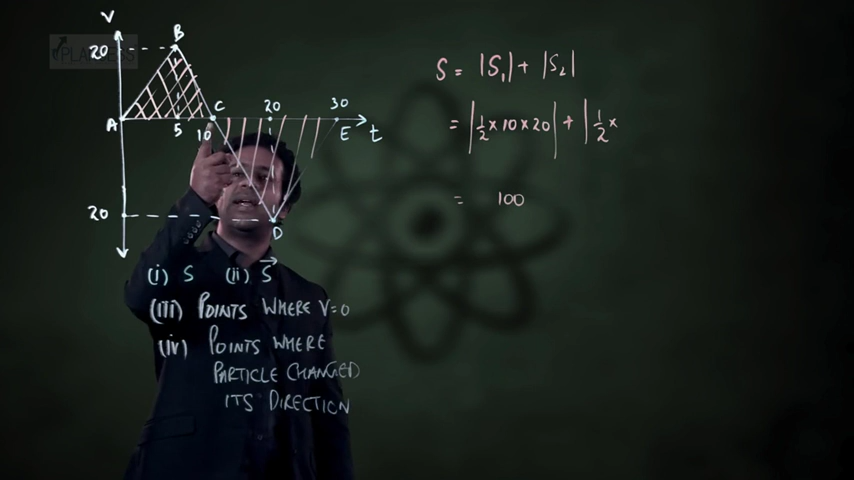 V
B
20
A
5
10
C
20
30
E
t
20
D
(i) S (ii) S⃗
(iii) POINTS WHERE V=0
(iv) POINTS WHERE
PARTICLE CHANGED
ITS DIRECTION
S = |S₁| + |S₂|
= |½ × 10 × 20| + |½ ×
= 100